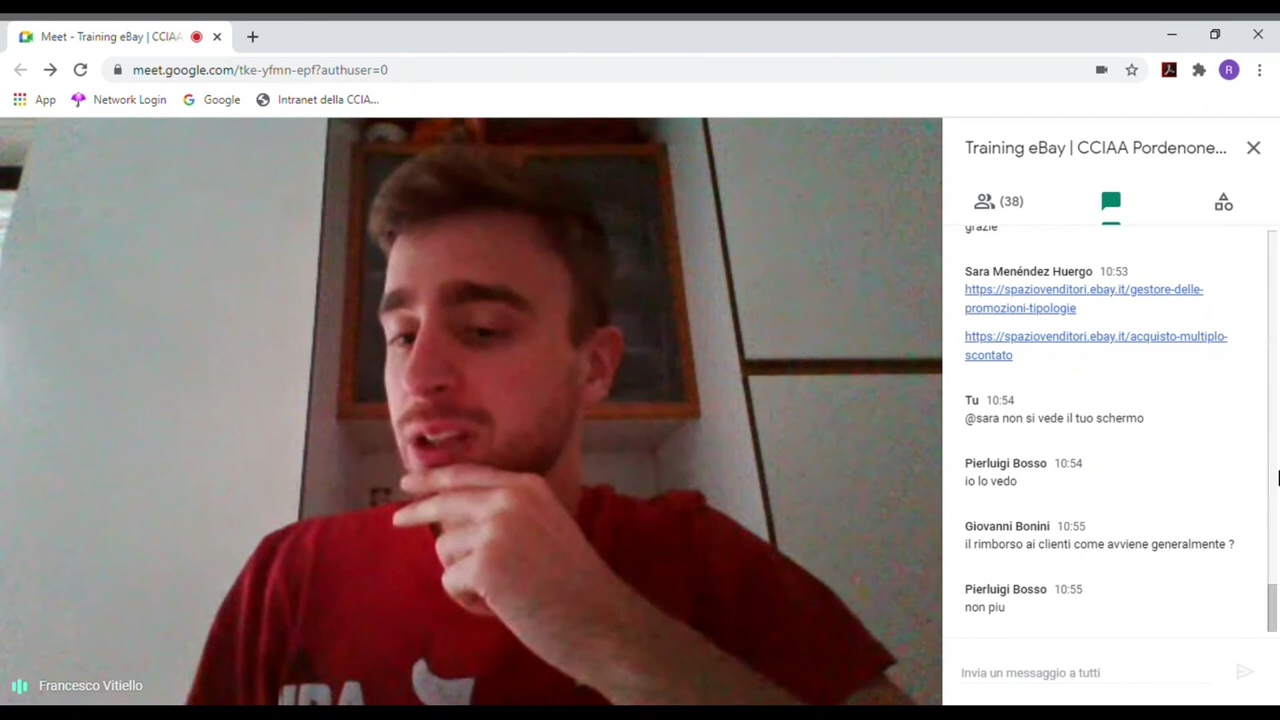 Meet - Training eBay | CCIAA
meet.google.com/tke-yfmn-epf?authuser=0
R
App
Network Login
Google
Intranet della CCIA...
Training eBay | CCIAA Pordenone...
(38)
grazie
Sara Menéndez Huergo 10:53
https://spaziovenditori.ebay.it/gestore-delle-
promozioni-tipologie
https://spaziovenditori.ebay.it/acquisto-multiplo-
scontato
Tu 10:54
@sara non si vede il tuo schermo
Pierluigi Bosso 10:54
io lo vedo
Giovanni Bonini 10:55
il rimborso ai clienti come avviene generalmente ?
Pierluigi Bosso 10:55
non piu
Invia un messaggio a tutti
Francesco Vitiello